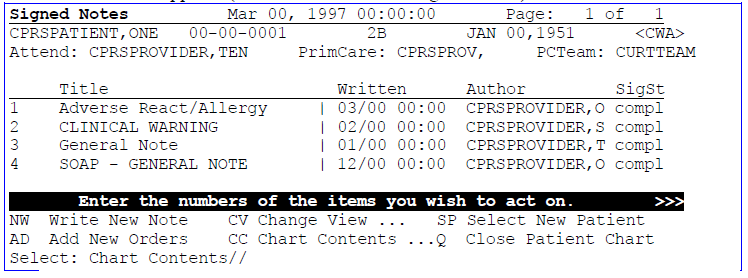 Signed Notes Mar 00, 1997 00:00:00 Page: 1 of 1
CPRSPATIENT,ONE 00-00-0001 2B JAN 00,1951 <CWA>
Attend: CPRSPROVIDER,TEN PrimCare: CPRSPROV, PCTeam: CURTTEAM
Title Written Author SigSt
1 Adverse React/Allergy | 03/00 00:00 CPRSPROVIDER,O compl
2 CLINICAL WARNING | 02/00 00:00 CPRSPROVIDER,S compl
3 General Note | 01/00 00:00 CPRSPROVIDER,T compl
4 SOAP - GENERAL NOTE | 12/00 00:00 CPRSPROVIDER,O compl
Enter the numbers of the items you wish to act on. >>>
NW Write New Note CV Change View ... SP Select New Patient
AD Add New Orders CC Chart Contents ...Q Close Patient Chart
Select: Chart Contents//